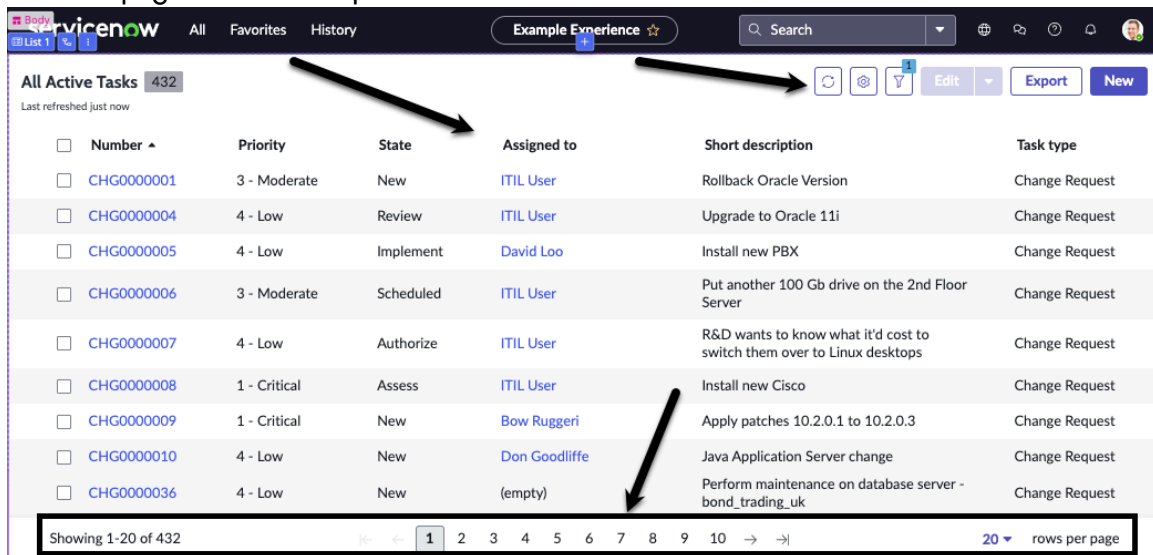 Body
servicenow All Favorites History Example Experience Search
List 1
All Active Tasks 432 1 Edit Export New
Last refreshed just now
Number Priority State Assigned to Short description Task type
CHG0000001 3 - Moderate New ITIL User Rollback Oracle Version Change Request
CHG0000004 4 - Low Review ITIL User Upgrade to Oracle 11i Change Request
CHG0000005 4 - Low Implement David Loo Install new PBX Change Request
CHG0000006 3 - Moderate Scheduled ITIL User Put another 100 Gb drive on the 2nd Floor Change Request
Server
CHG0000007 4 - Low Authorize ITIL User R&D wants to know what it'd cost to Change Request
switch them over to Linux desktops
CHG0000008 1 - Critical Assess ITIL User Install new Cisco Change Request
CHG0000009 1 - Critical New Bow Ruggeri Apply patches 10.2.0.1 to 10.2.0.3 Change Request
CHG0000010 4 - Low New Don Goodliffe Java Application Server change Change Request
CHG0000036 4 - Low New (empty) Perform maintenance on database server - Change Request
bond_trading_uk
Showing 1-20 of 432 1 2 3 4 5 6 7 8 9 10 20 rows per page